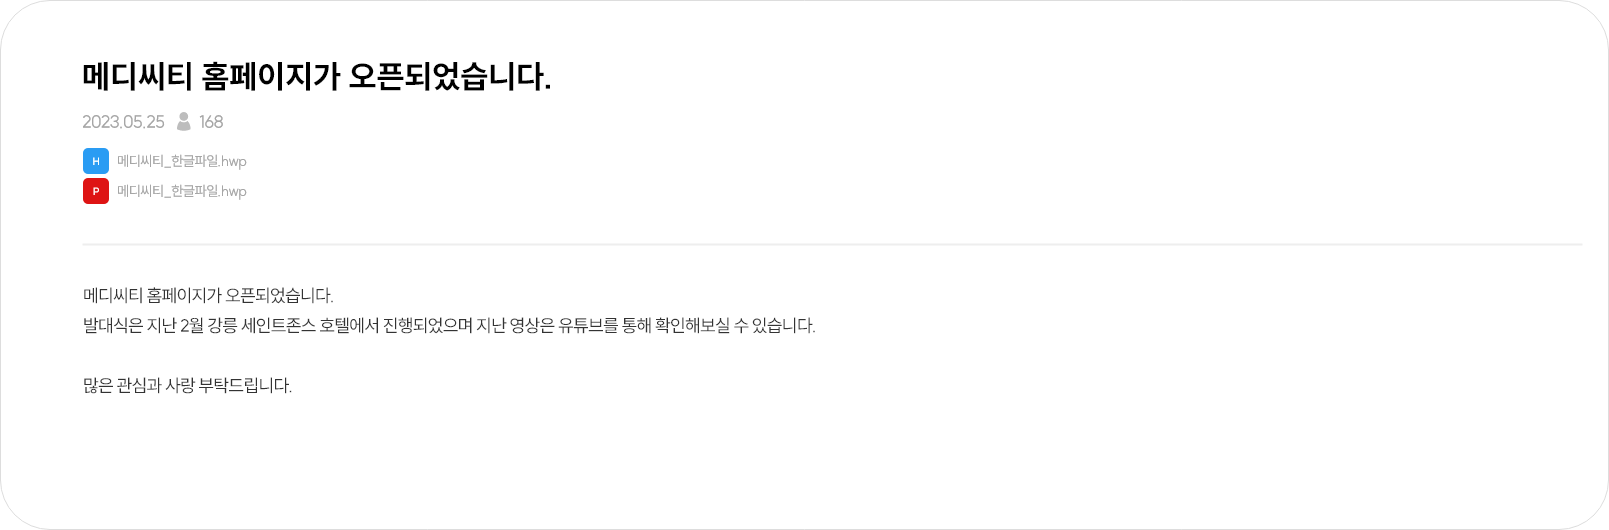 메디씨티 홈페이지가 오픈되었습니다.
2023.05.25 168
H 메디씨티_한글파일.hwp
P 메디씨티_한글파일.hwp
메디씨티 홈페이지가 오픈되었습니다.
발대식은 지난 2월 강릉 세인트존스 호텔에서 진행되었으며 지난 영상은 유튜브를 통해 확인해보실 수 있습니다.
많은 관심과 사랑 부탁드립니다.